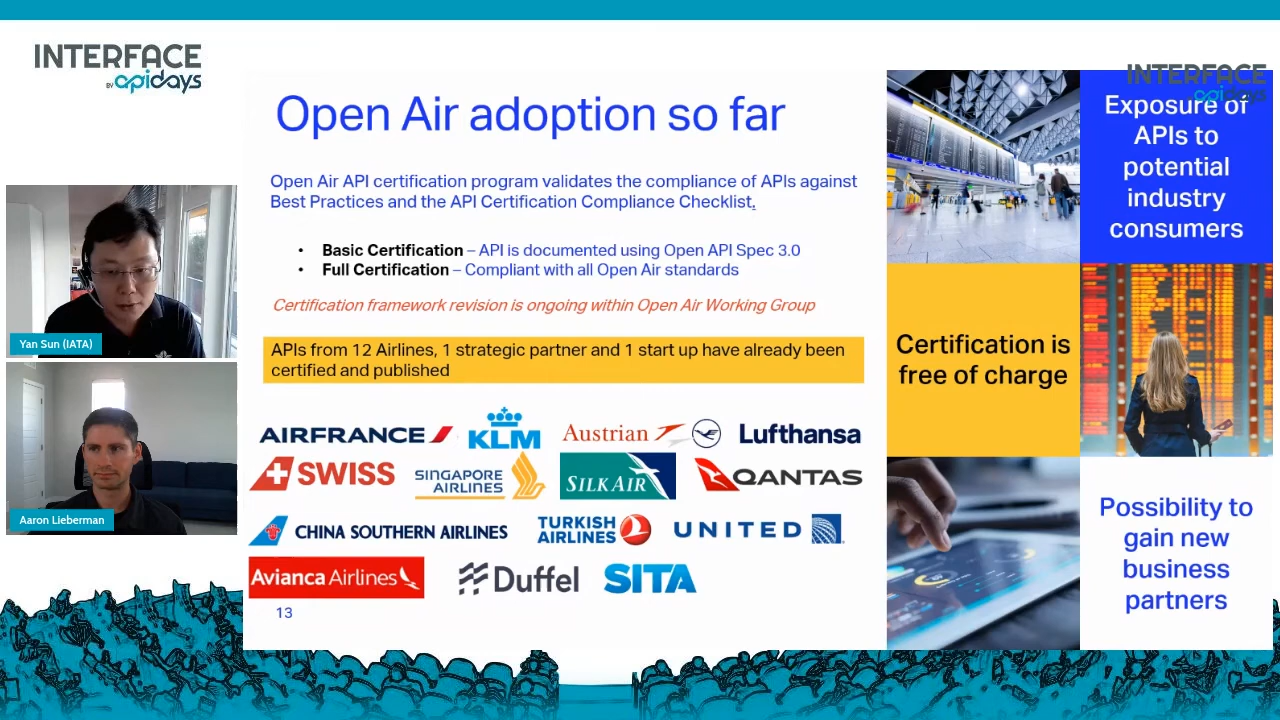 INTERFACE
BY apidays
INTERFACE
apidays
Open Air adoption so far
Open Air API certification program validates the compliance of APIs against
Best Practices and the API Certification Compliance Checklist.
• Basic Certification – API is documented using Open API Spec 3.0
• Full Certification – Compliant with all Open Air standards
Certification framework revision is ongoing within Open Air Working Group
APIs from 12 Airlines, 1 strategic partner and 1 start up have already been
certified and published
AIRFRANCE KLM Austrian Lufthansa
SWISS SINGAPORE AIRLINES SILKAIR QANTAS
CHINA SOUTHERN AIRLINES TURKISH AIRLINES UNITED
Avianca Airlines Duffel SITA
13
Exposure of
APIs to
potential
industry
consumers
Certification is
free of charge
Possibility to
gain new
business
partners
Yan Sun (IATA)
Aaron Lieberman